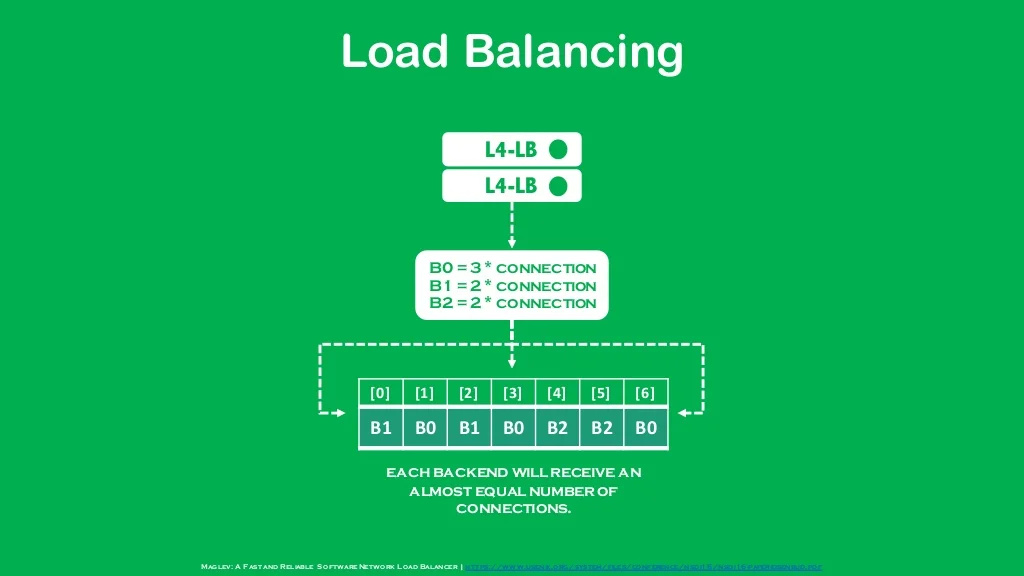 Load Balancing
L4-LB
L4-LB
B0 = 3 * CONNECTION
B1 = 2 * CONNECTION
B2 = 2 * CONNECTION
[0] [1] [2] [3] [4] [5] [6]
B1 B0 B1 B0 B2 B2 B0
EACH BACKEND WILL RECEIVE AN
ALMOST EQUAL NUMBER OF
CONNECTIONS.
MAGLEV: A FAST AND RELIABLE SOFTWARE NETWORK LOAD BALANCER |